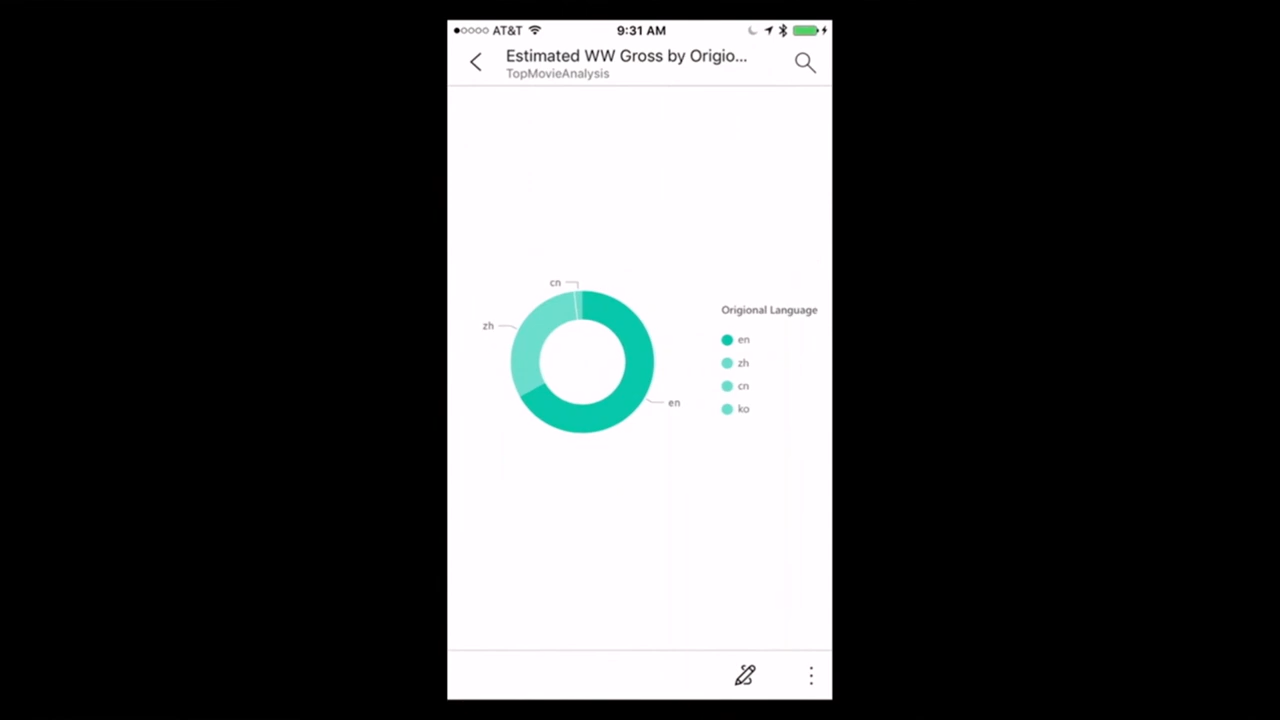 AT&T 9:31 AM
Estimated WW Gross by Origio...
TopMovieAnalysis
cn
zh
en
Origional Language
en
zh
cn
ko